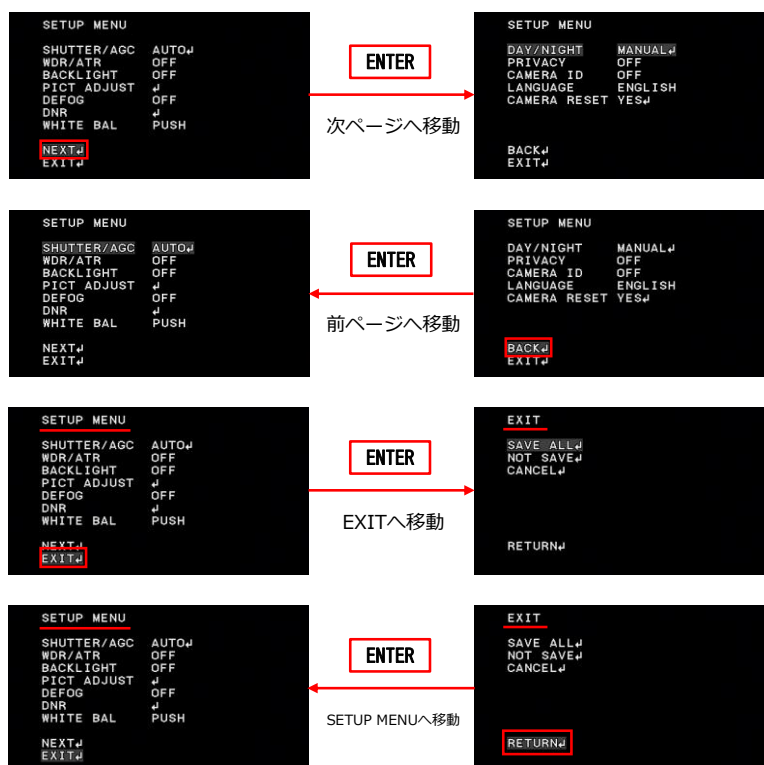 SETUP MENU
SHUTTER/AGC AUTO↵
WDR/ATR OFF
BACKLIGHT OFF
PICT ADJUST ↵
DEFOG OFF
DNR ↵
WHITE BAL PUSH
NEXT↵
EXIT↵
ENTER
次ページへ移動
SETUP MENU
DAY/NIGHT MANUAL↵
PRIVACY OFF
CAMERA ID OFF
LANGUAGE ENGLISH
CAMERA RESET YES↵
BACK↵
EXIT↵
SETUP MENU
SHUTTER/AGC AUTO↵
WDR/ATR OFF
BACKLIGHT OFF
PICT ADJUST ↵
DEFOG OFF
DNR ↵
WHITE BAL PUSH
NEXT↵
EXIT↵
ENTER
前ページへ移動
SETUP MENU
DAY/NIGHT MANUAL↵
PRIVACY OFF
CAMERA ID OFF
LANGUAGE ENGLISH
CAMERA RESET YES↵
BACK↵
EXIT↵
SETUP MENU
SHUTTER/AGC AUTO↵
WDR/ATR OFF
BACKLIGHT OFF
PICT ADJUST ↵
DEFOG OFF
DNR ↵
WHITE BAL PUSH
NEXT↵
EXIT↵
ENTER
EXITへ移動
EXIT
SAVE ALL↵
NOT SAVE↵
CANCEL↵
RETURN↵
SETUP MENU
SHUTTER/AGC AUTO↵
WDR/ATR OFF
BACKLIGHT OFF
PICT ADJUST ↵
DEFOG OFF
DNR ↵
WHITE BAL PUSH
NEXT↵
EXIT↵
ENTER
SETUP MENUへ移動
EXIT
SAVE ALL↵
NOT SAVE↵
CANCEL↵
RETURN↵